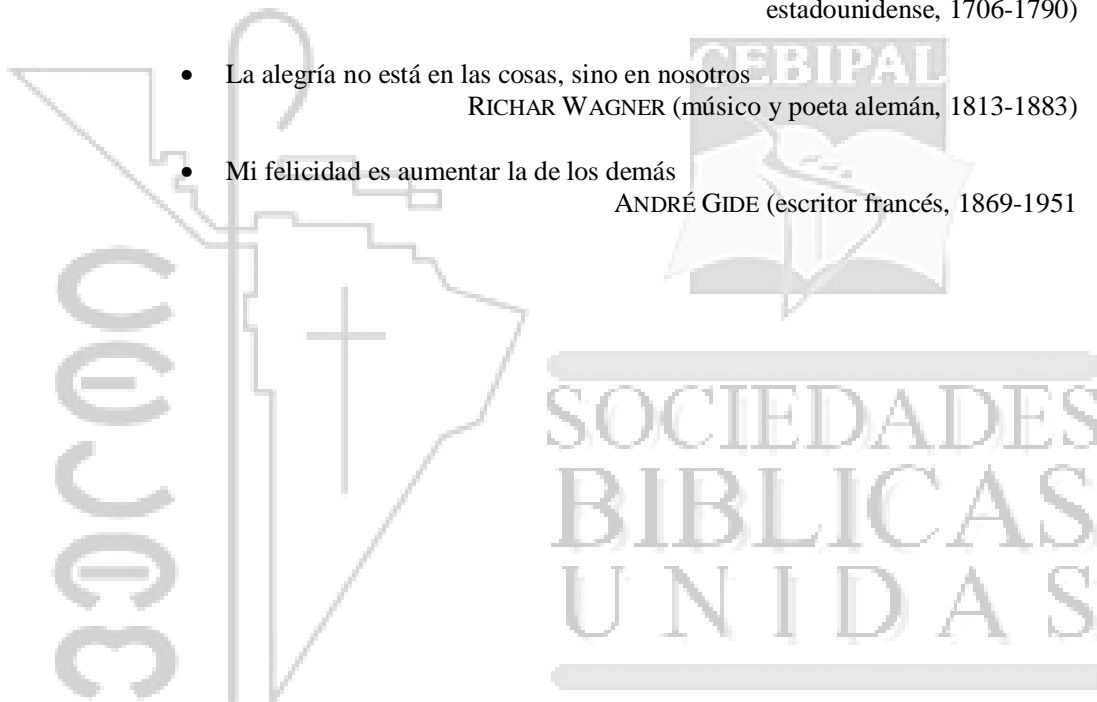 estadounidense, 1706-1790)
• La alegría no está en las cosas, sino en nosotros
RICHAR WAGNER (músico y poeta alemán, 1813-1883)
• Mi felicidad es aumentar la de los demás
ANDRÉ GIDE (escritor francés, 1869-1951
CEBIPAL
SOCIEDADES
BIBLICAS
UNIDAS